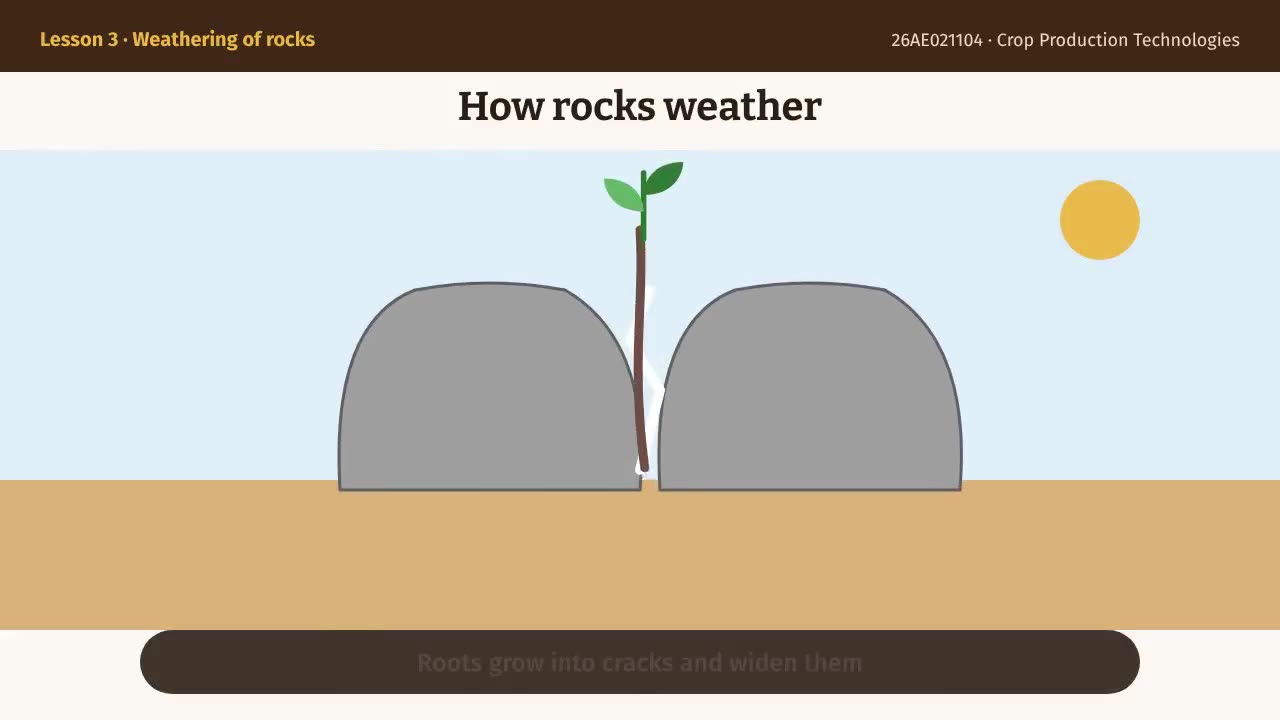 Lesson 3 · Weathering of rocks
26AE021104 · Crop Production Technologies
How rocks weather
Roots grow into cracks and widen them